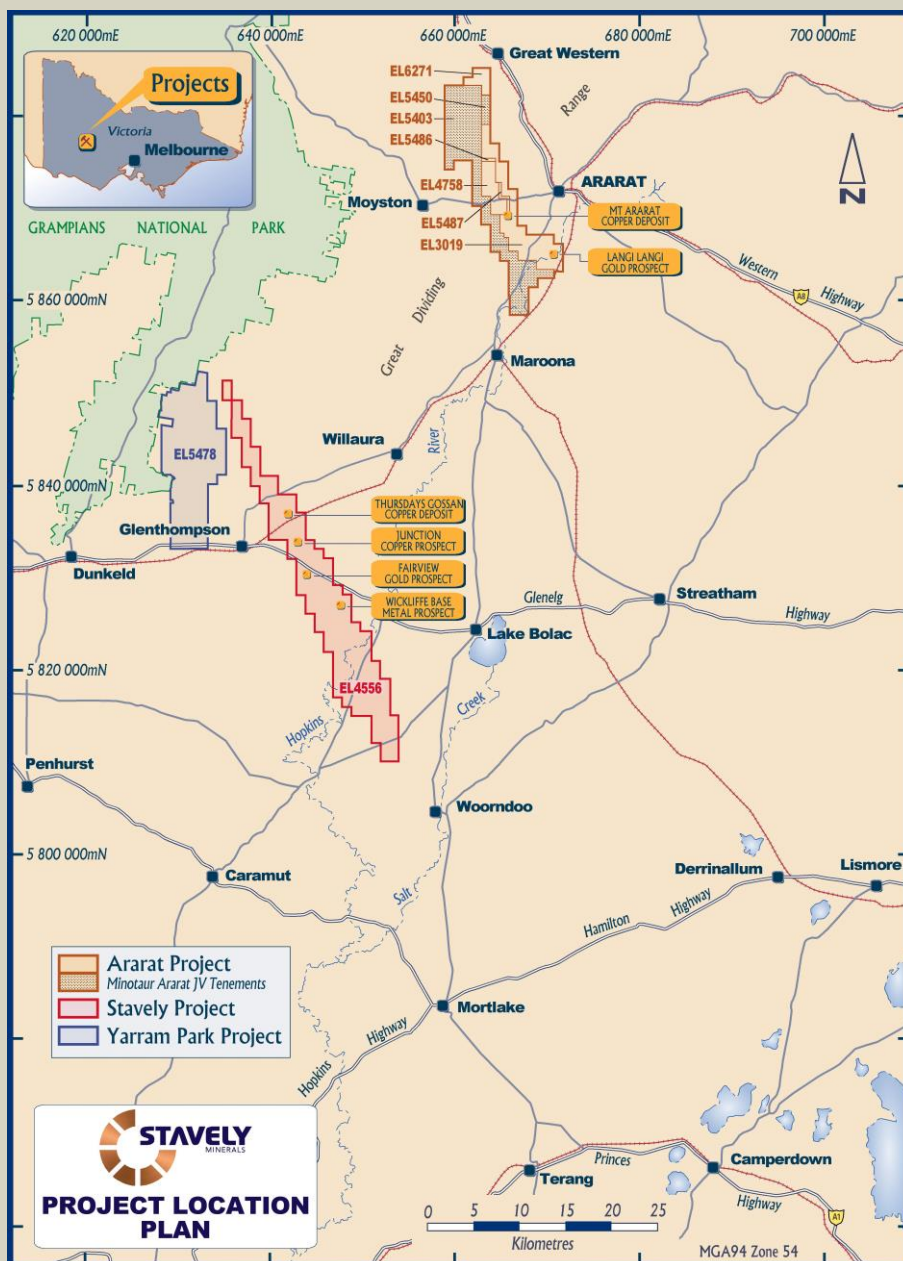 620 000mE
640 000mE
660 000mE
680 000mE
700 000mE
Great Western
Projects
Victoria
Melbourne
EL6271
EL5450
EL5403
EL5486
EL4758
EL5487
EL3019
Range
N
ARARAT
Moyston
MT ARARAT
COPPER DEPOSIT
LANGI LANGI
GOLD PROSPECT
GRAMPIANS
NATIONAL
PARK
Western
Highway
A8
5 860 000mN
Great
Dividing
Maroona
EL5478
Willaura
River
5 840 000mN
Glenthompson
THURSDAYS GOSSAN
COPPER DEPOSIT
JUNCTION
COPPER PROSPECT
FAIRVIEW
GOLD PROSPECT
WICKLIFFE BASE
METAL PROSPECT
Dunkeld
Glenelg
Streatham
Highway
Lake Bolac
5 820 000mN
EL4556
Hopkins
Creek
Penhurst
Woorndoo
5 800 000mN
Caramut
Salt
Derrinallum
Lismore
Hamilton
Highway
Ararat Project
Minotaur Ararat JV Tenements
Stavely Project
Yarram Park Project
Mortlake
Hopkins
Highway
STAVELY
MINERALS
PROJECT LOCATION
PLAN
Terang
Princes
Camperdown
Highway
A1
0
5
10
15
20
25
Kilometres
MGA94 Zone 54